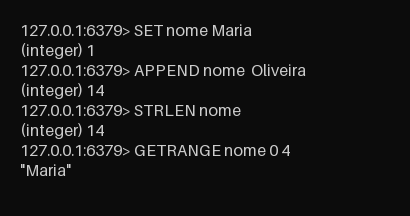 127.0.0.1:6379> SET nome Maria
(integer) 1
127.0.0.1:6379> APPEND nome  Oliveira
(integer) 14
127.0.0.1:6379> STRLEN nome
(integer) 14
127.0.0.1:6379> GETRANGE nome 0 4
"Maria"